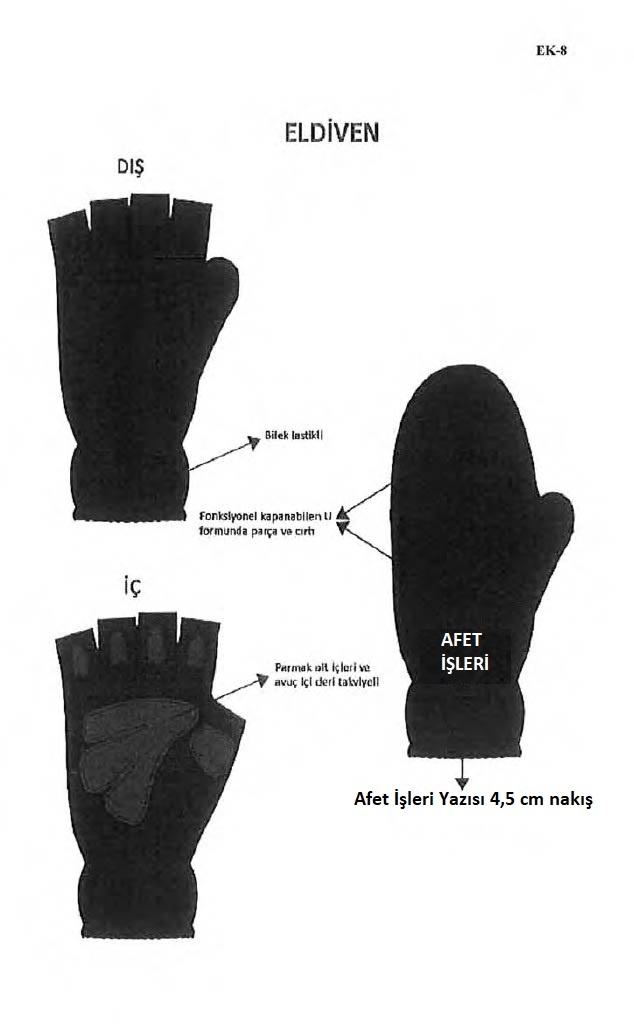 EK-8
ELDİVEN
DIŞ
Bilek lastikli
Fonksiyonel kapanabilen U
formunda parça ve cırtı
İÇ
Parmak alt içleri ve
avuç içi deri takviyeli
AFET
İŞLERİ
Afet İşleri Yazısı 4,5 cm nakış